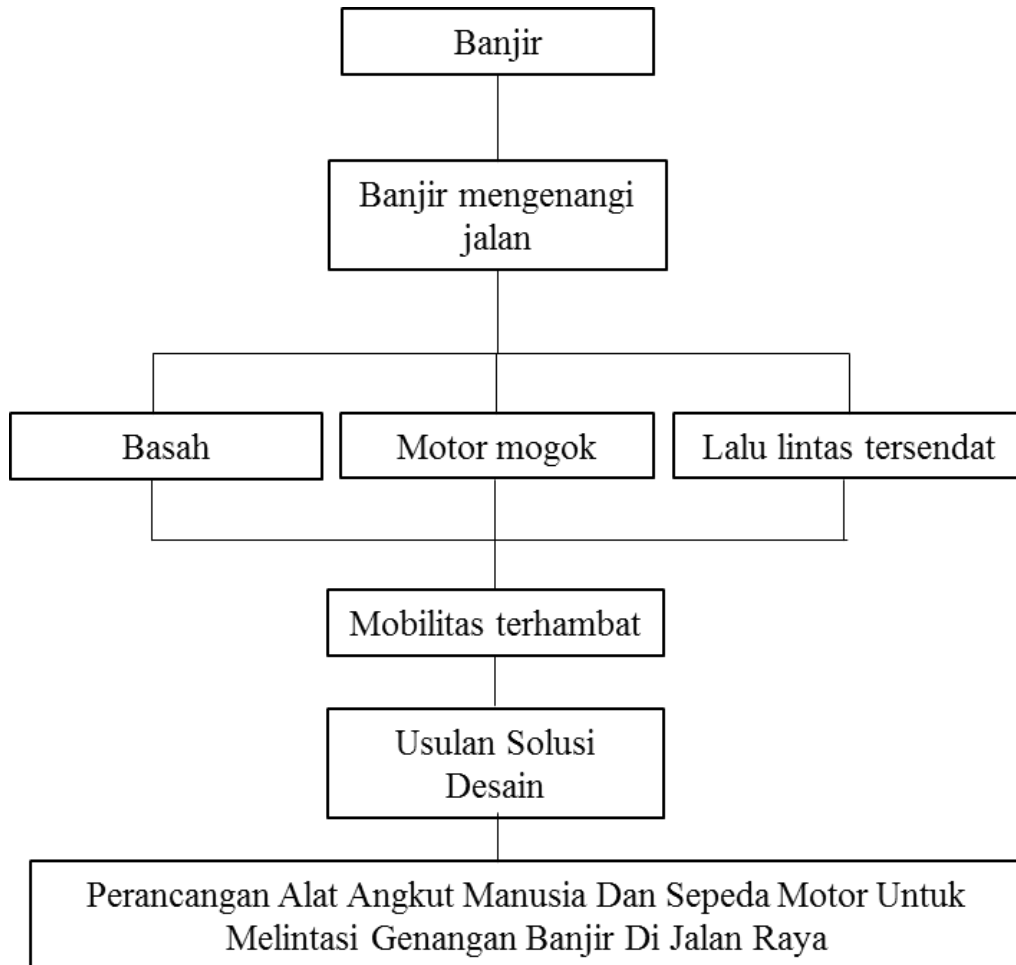 Banjir
Banjir mengenangi
jalan
Basah
Motor mogok
Lalu lintas tersendat
Mobilitas terhambat
Usulan Solusi
Desain
Perancangan Alat Angkut Manusia Dan Sepeda Motor Untuk
Melintasi Genangan Banjir Di Jalan Raya